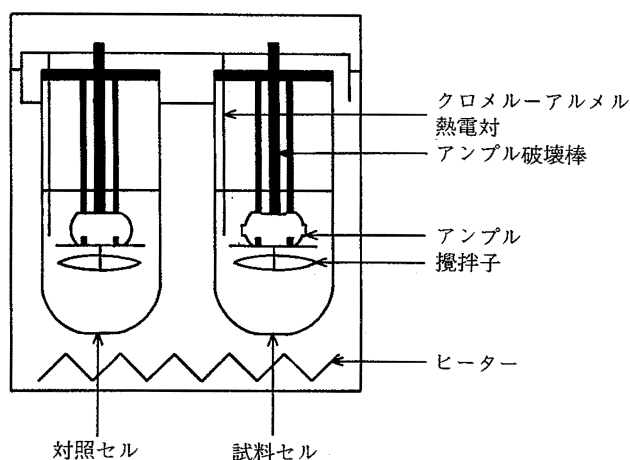 クロメルーアルメル
熱電対
アンプル破壊棒
アンプル
攪拌子
ヒーター
対照セル
試料セル